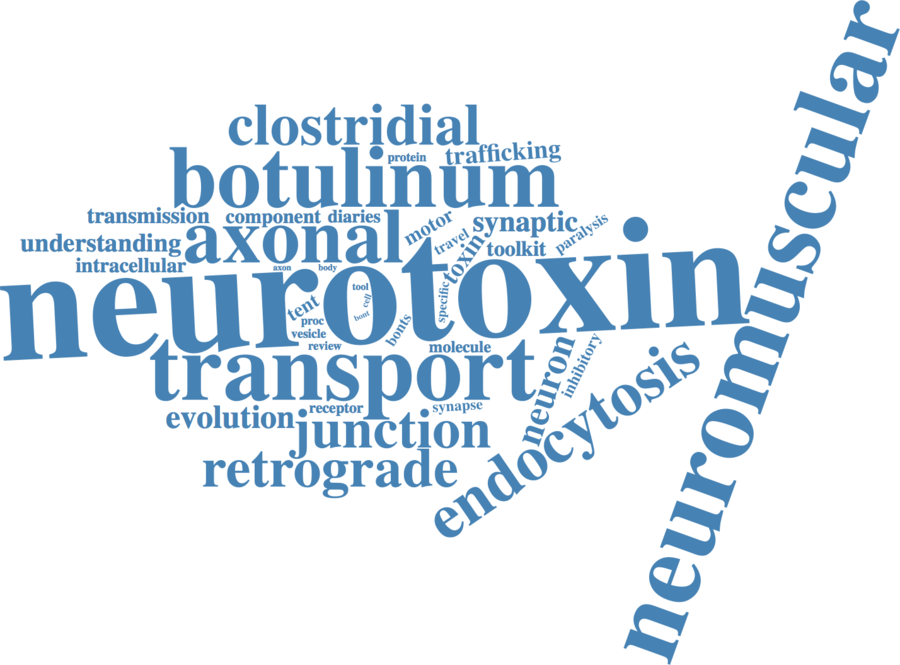 clostridial
protein
trafficking
botulinum
transmission
component
diaries
motor
synaptic
axonal
understanding
travel
toxin
toolkit
paralysis
intracellular
axon
body
neurotoxin
tool
cell
bont
specific
tent
proc
vesicle
review
bonts
molecule
transport
neuron
inhibitory
evolution
receptor
synapse
junction
endocytosis
retrograde
neuromuscular